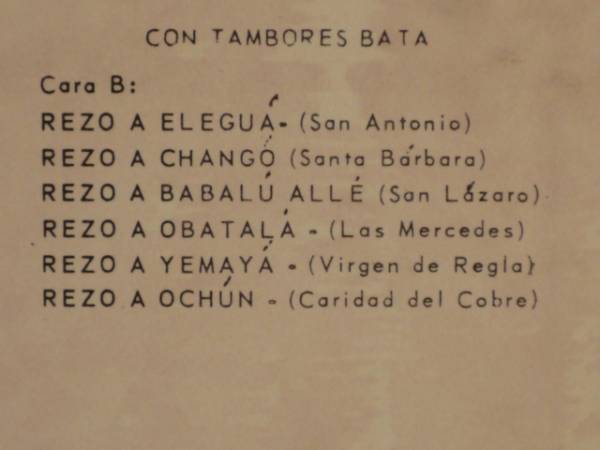 CON TAMBORES BATA
Cara B:
REZO A ELEGUÁ- (San Antonio)
REZO A CHANGÓ (Santa Bárbara)
REZO A BABALÚ ALLÉ (San Lázaro)
REZO A OBATALÁ - (Las Mercedes)
REZO A YEMAYÁ - (Virgen de Regla)
REZO A OCHÚN - (Caridad del Cobre)